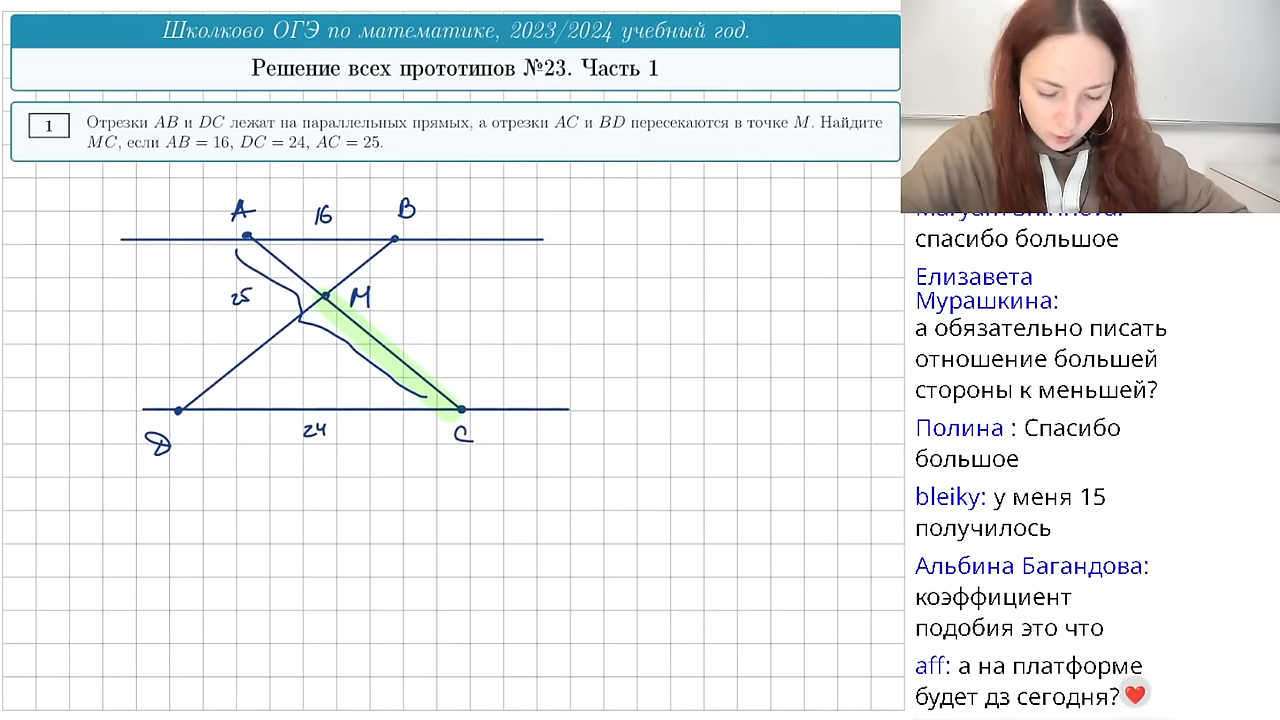 Школково ОГЭ по математике, 2023/2024 учебный год.
Решение всех прототипов №23. Часть 1
1 Отрезки AB и DC лежат на параллельных прямых, а отрезки AC и BD пересекаются в точке M. Найдите
MC, если AB = 16, DC = 24, AC = 25.
A 16 B
25 M
D 24 C
спасибо большое
Елизавета
Мурашкина:
а обязательно писать
отношение большей
стороны к меньшей?
Полина : Спасибо
большое
bleiky: у меня 15
получилось
Альбина Багандова:
коэффициент
подобия это что
aff: а на платформе
будет дз сегодня?❤️